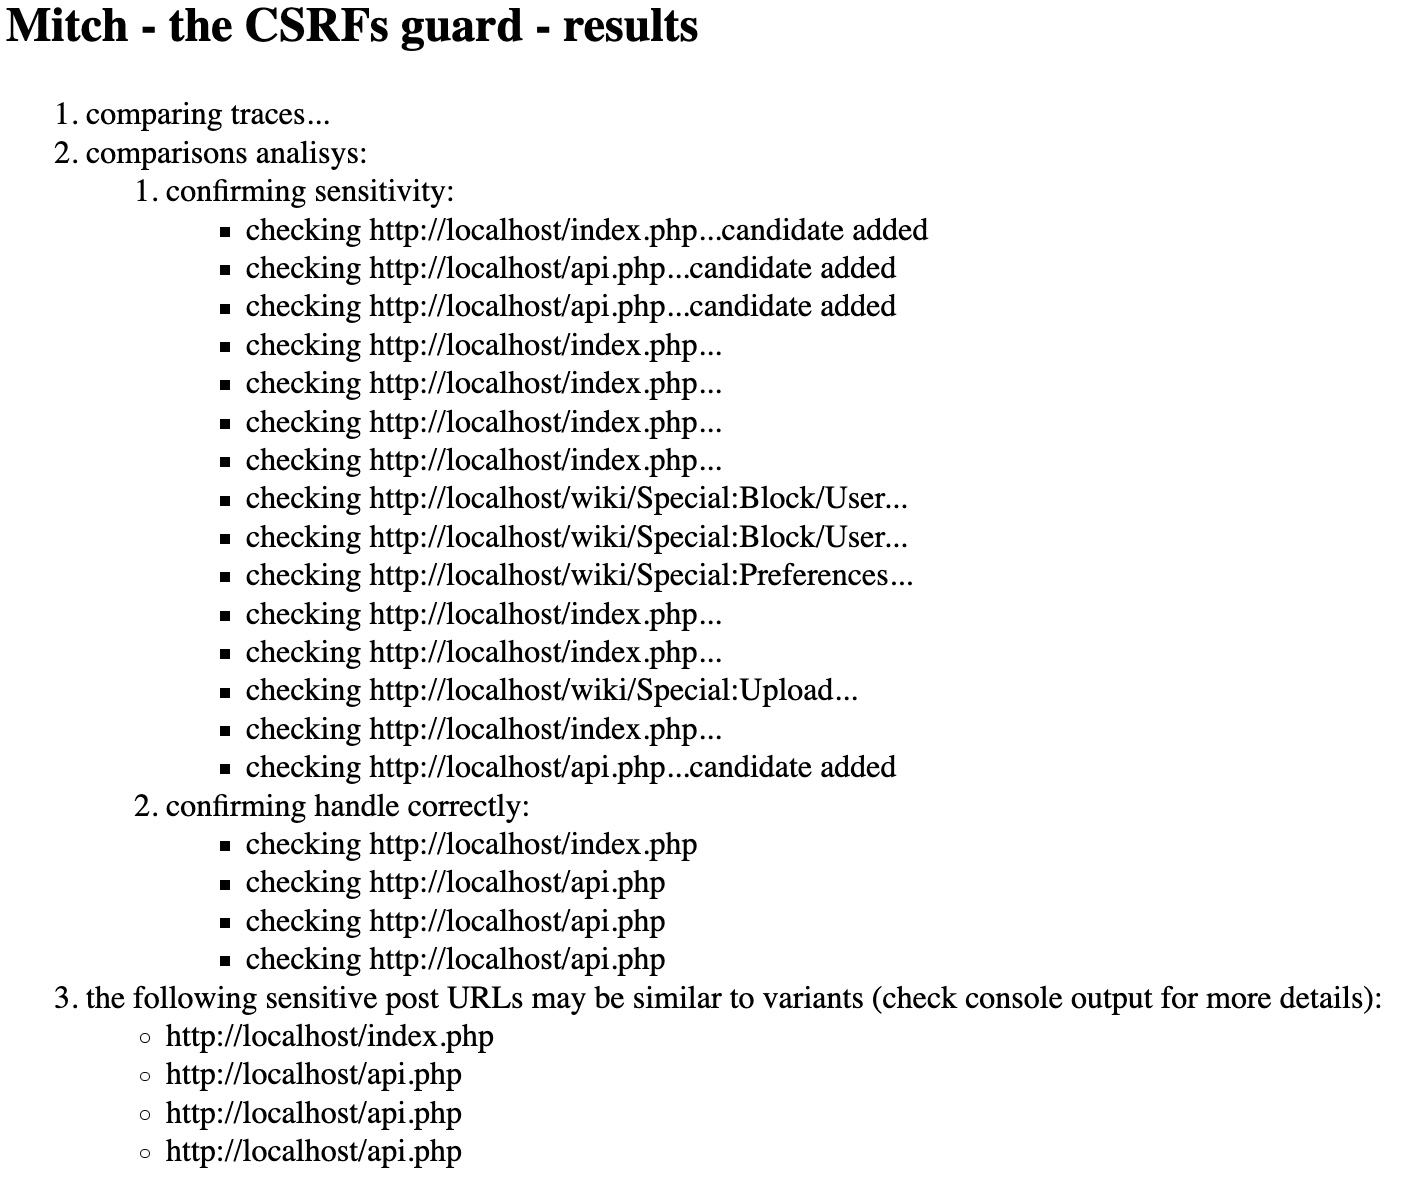 Mitch - the CSRFs guard - results
1. comparing traces...
2. comparisons analisys:
1. confirming sensitivity:
▪ checking http://localhost/index.php...candidate added
▪ checking http://localhost/api.php...candidate added
▪ checking http://localhost/api.php...candidate added
▪ checking http://localhost/index.php...
▪ checking http://localhost/index.php...
▪ checking http://localhost/index.php...
▪ checking http://localhost/index.php...
▪ checking http://localhost/wiki/Special:Block/User...
▪ checking http://localhost/wiki/Special:Block/User...
▪ checking http://localhost/wiki/Special:Preferences...
▪ checking http://localhost/index.php...
▪ checking http://localhost/index.php...
▪ checking http://localhost/wiki/Special:Upload...
▪ checking http://localhost/index.php...
▪ checking http://localhost/api.php...candidate added
2. confirming handle correctly:
▪ checking http://localhost/index.php
▪ checking http://localhost/api.php
▪ checking http://localhost/api.php
▪ checking http://localhost/api.php
3. the following sensitive post URLs may be similar to variants (check console output for more details):
○ http://localhost/index.php
○ http://localhost/api.php
○ http://localhost/api.php
○ http://localhost/api.php